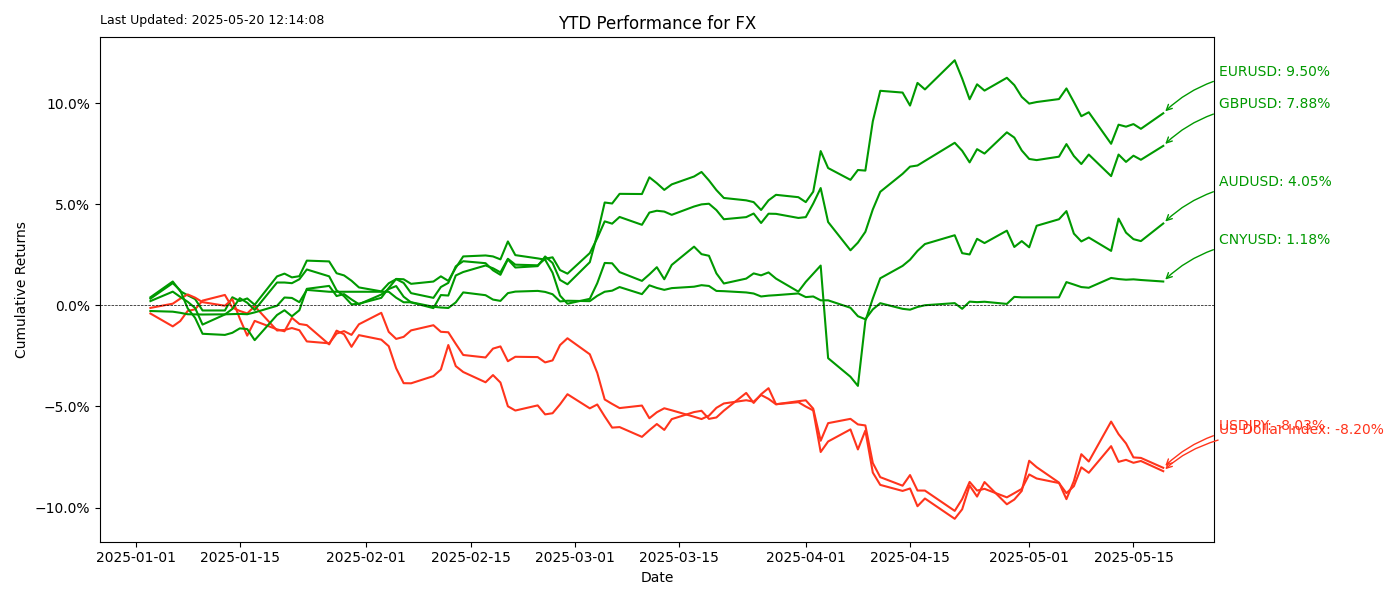 Last Updated: 2025-05-20 12:14:08
YTD Performance for FX
Cumulative Returns
10.0%
5.0%
0.0%
−5.0%
−10.0%
EURUSD: 9.50%
GBPUSD: 7.88%
AUDUSD: 4.05%
CNYUSD: 1.18%
USDJPY: -8.03%
US Dollar Index: -8.20%
2025-01-01
2025-01-15
2025-02-01
2025-02-15
2025-03-01
2025-03-15
2025-04-01
2025-04-15
2025-05-01
2025-05-15
Date